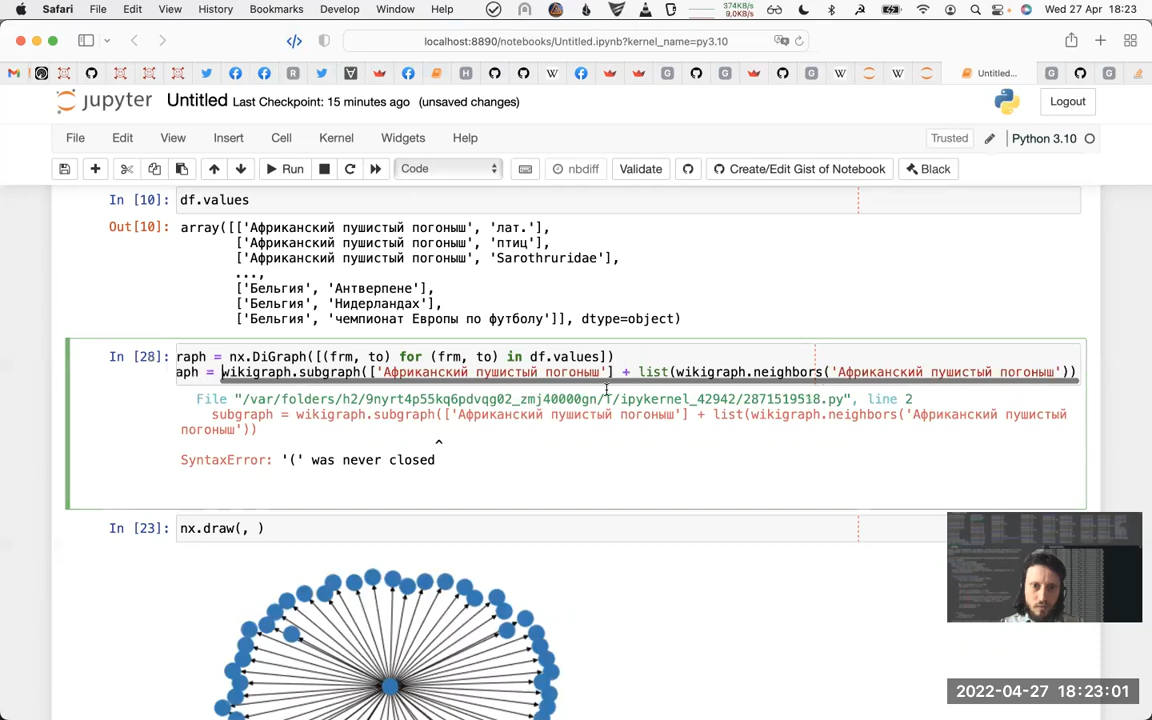 Safari File Edit View History Bookmarks Develop Window Help 374KB/s 9,0KB/s Wed 27 Apr 18:23
localhost:8890/notebooks/Untitled.ipynb?kernel_name=py3.10
Untitled...
jupyter Untitled Last Checkpoint: 15 minutes ago (unsaved changes) Logout
File Edit View Insert Cell Kernel Widgets Help Trusted Python 3.10
Run Code nbdiff Validate Create/Edit Gist of Notebook Black
In [10]: df.values
Out[10]: array([['Африканский пушистый погоныш', 'лат.'],
['Африканский пушистый погоныш', 'птиц'],
['Африканский пушистый погоныш', 'Sarothruridae'],
...,
['Бельгия', 'Антверпене'],
['Бельгия', 'Нидерландах'],
['Бельгия', 'чемпионат Европы по футболу']], dtype=object)
In [28]: raph = nx.DiGraph([(frm, to) for (frm, to) in df.values])
aph = wikigraph.subgraph(['Африканский пушистый погоныш'] + list(wikigraph.neighbors('Африканский пушистый погоныш'))
File "/var/folders/h2/9nyrt4p55kq6pdvqg02_zmj40000gn/T/ipykernel_42942/2871519518.py", line 2
subgraph = wikigraph.subgraph(['Африканский пушистый погоныш'] + list(wikigraph.neighbors('Африканский пушистый
погоныш'))
^
SyntaxError: '(' was never closed
In [23]: nx.draw(, )
2022-04-27 18:23:01